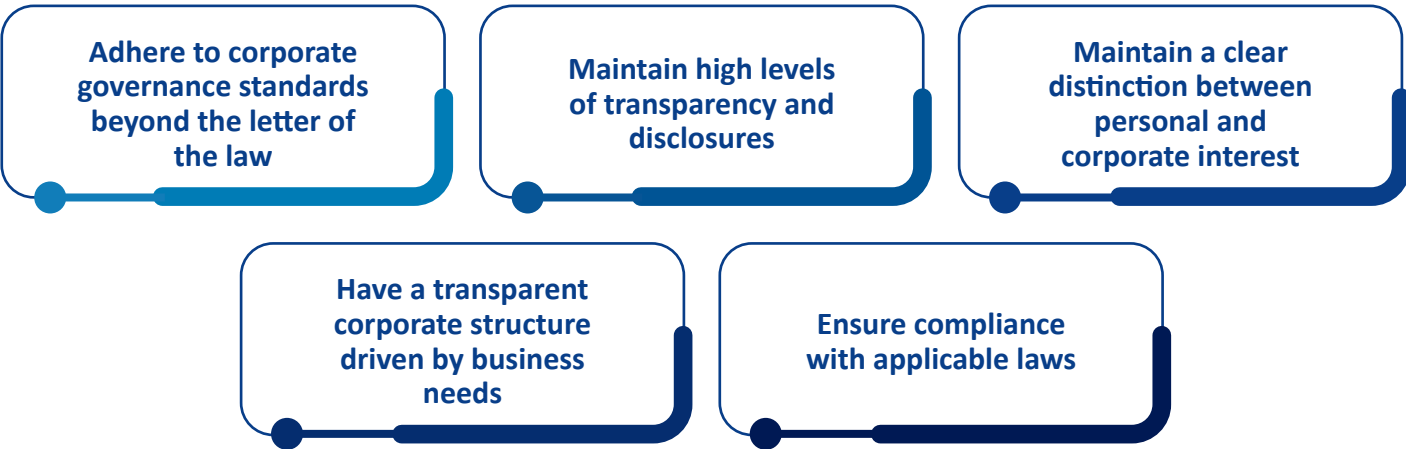 Adhere to corporate
governance standards
beyond the letter of
the law
Maintain high levels
of transparency and
disclosures
Maintain a clear
distinction between
personal and
corporate interest
Have a transparent
corporate structure
driven by business
needs
Ensure compliance
with applicable laws